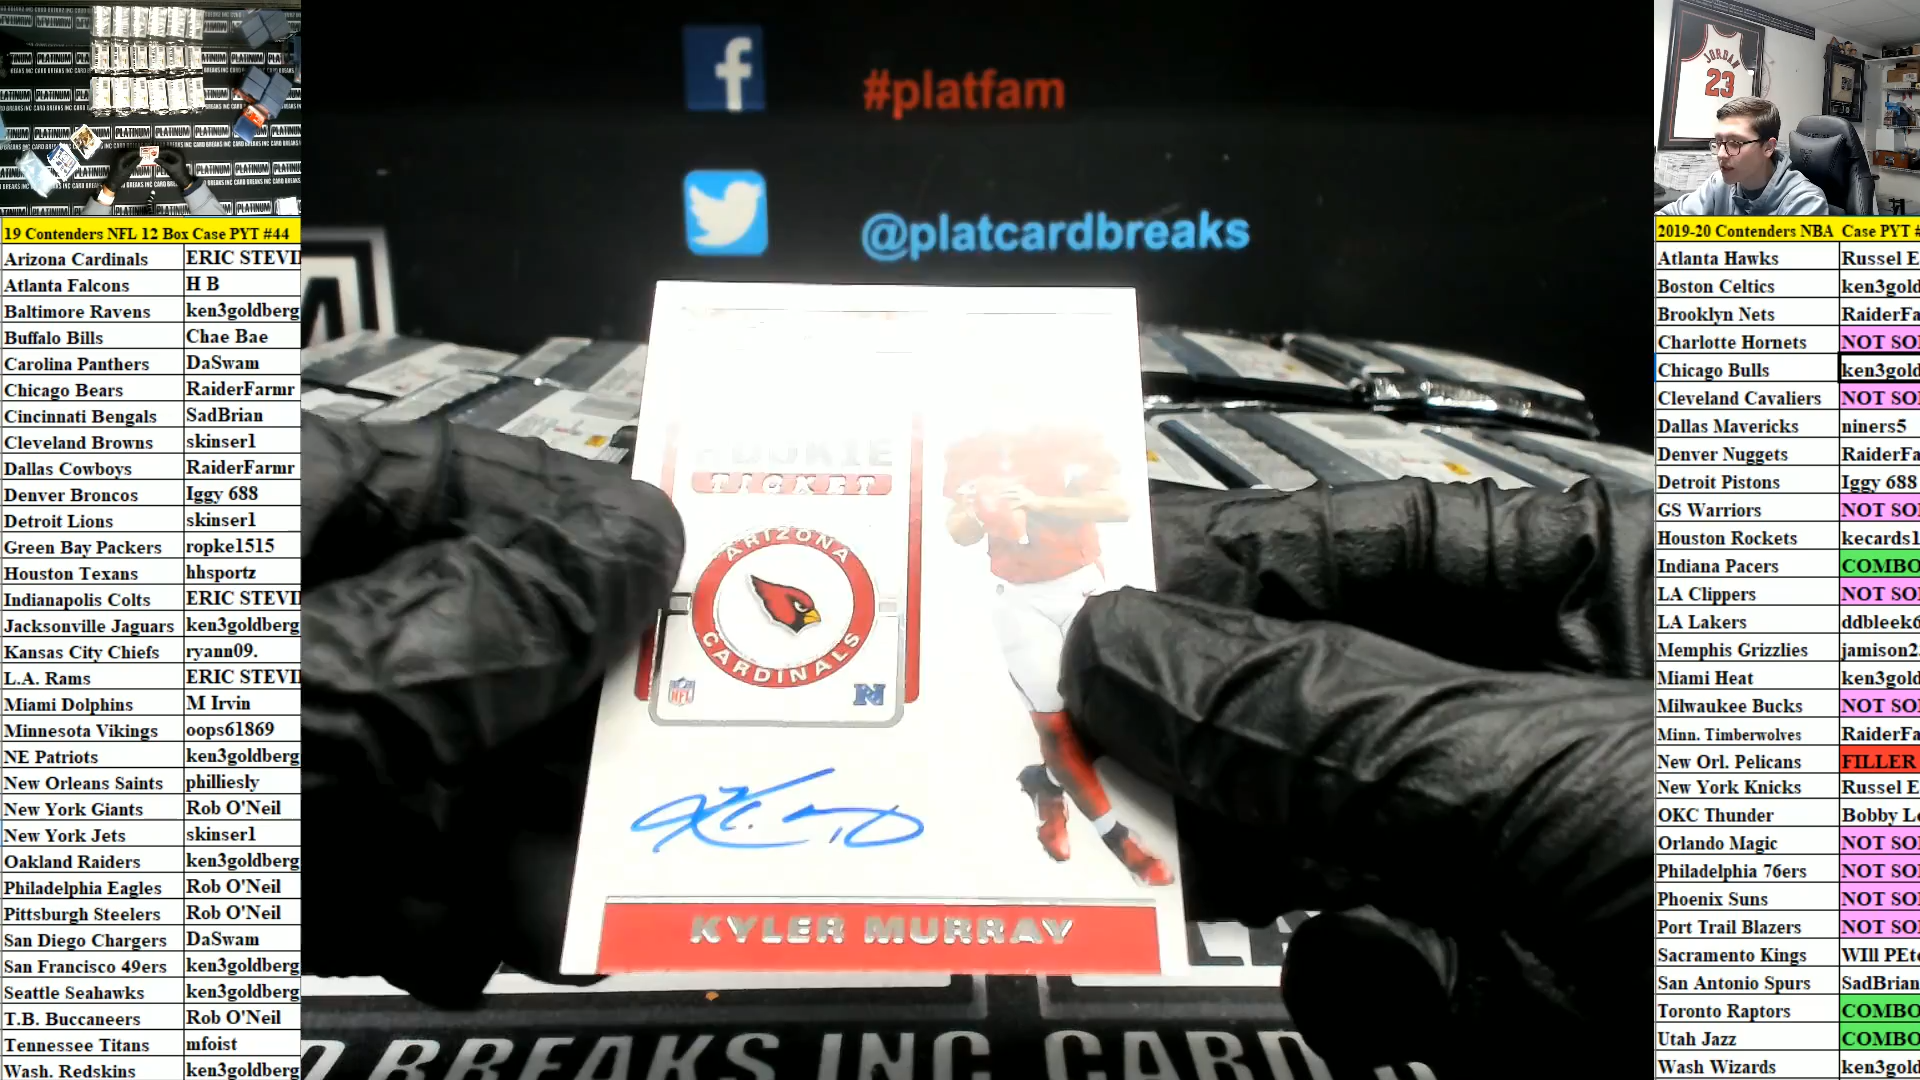 #platfam
@platcardbreaks
JORDAN
23
PLATINUM
19 Contenders NFL 12 Box Case PYT #44
Arizona Cardinals ERIC STEVI
Atlanta Falcons H B
Baltimore Ravens ken3goldberg
Buffalo Bills Chae Bae
Carolina Panthers DaSwam
Chicago Bears RaiderFarmr
Cincinnati Bengals SadBrian
Cleveland Browns skinser1
Dallas Cowboys RaiderFarmr
Denver Broncos Iggy 688
Detroit Lions skinser1
Green Bay Packers ropke1515
Houston Texans hhsportz
Indianapolis Colts ERIC STEVI
Jacksonville Jaguars ken3goldberg
Kansas City Chiefs ryann09.
L.A. Rams ERIC STEVI
Miami Dolphins M Irvin
Minnesota Vikings oops61869
NE Patriots ken3goldberg
New Orleans Saints philliesly
New York Giants Rob O'Neil
New York Jets skinser1
Oakland Raiders ken3goldberg
Philadelphia Eagles Rob O'Neil
Pittsburgh Steelers Rob O'Neil
San Diego Chargers DaSwam
San Francisco 49ers ken3goldberg
Seattle Seahawks ken3goldberg
T.B. Buccaneers Rob O'Neil
Tennessee Titans mfoist
Wash. Redskins ken3goldberg
ROOKIE
TICKET
ARIZONA
CARDINALS
NFL
N
KYLER MURRAY
BREAKS INC CARD
2019-20 Contenders NBA Case PYT #
Atlanta Hawks Russel E
Boston Celtics ken3gold
Brooklyn Nets RaiderFa
Charlotte Hornets NOT SO
Chicago Bulls ken3gold
Cleveland Cavaliers NOT SO
Dallas Mavericks niners5
Denver Nuggets RaiderFa
Detroit Pistons Iggy 688
GS Warriors NOT SO
Houston Rockets kecards1
Indiana Pacers COMBO
LA Clippers NOT SO
LA Lakers ddbleek6
Memphis Grizzlies jamison2
Miami Heat ken3gold
Milwaukee Bucks NOT SO
Minn. Timberwolves RaiderFa
New Orl. Pelicans FILLER
New York Knicks Russel E
OKC Thunder Bobby L
Orlando Magic NOT SO
Philadelphia 76ers NOT SO
Phoenix Suns NOT SO
Port Trail Blazers NOT SO
Sacramento Kings WIll PEt
San Antonio Spurs SadBrian
Toronto Raptors COMBO
Utah Jazz COMBO
Wash Wizards ken3gold